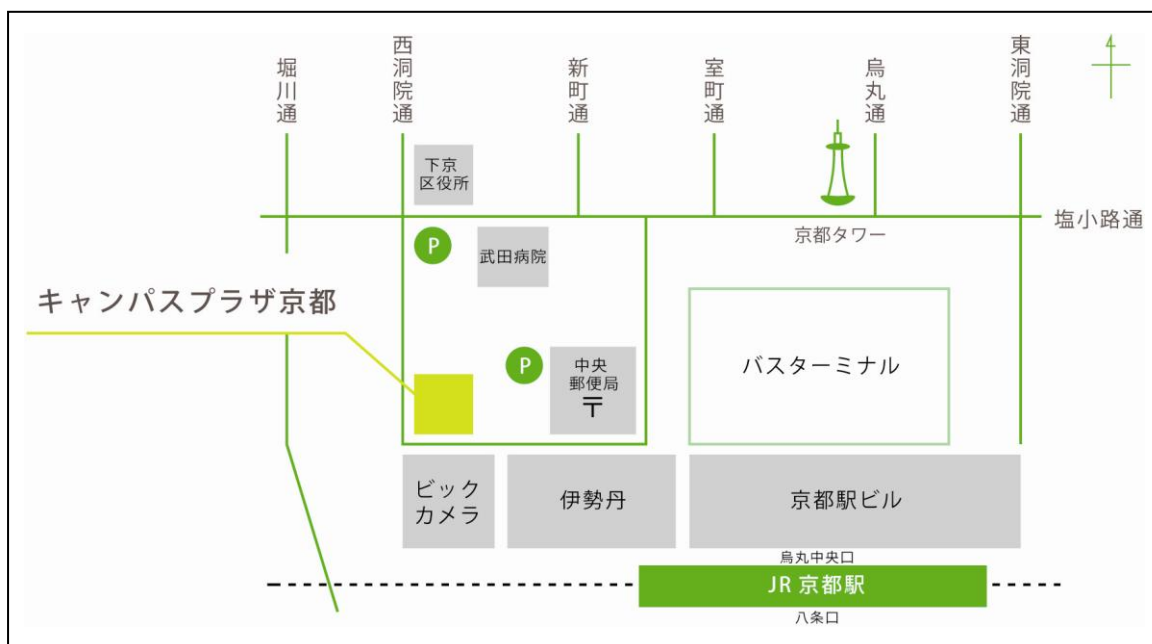 堀川通
西洞院通
新町通
室町通
烏丸通
東洞院通
下京
区役所
塩小路通
京都タワー
P
武田病院
キャンパスプラザ京都
P
中央
郵便局
〒
バスターミナル
ビック
カメラ
伊勢丹
京都駅ビル
烏丸中央口
JR 京都駅
八条口